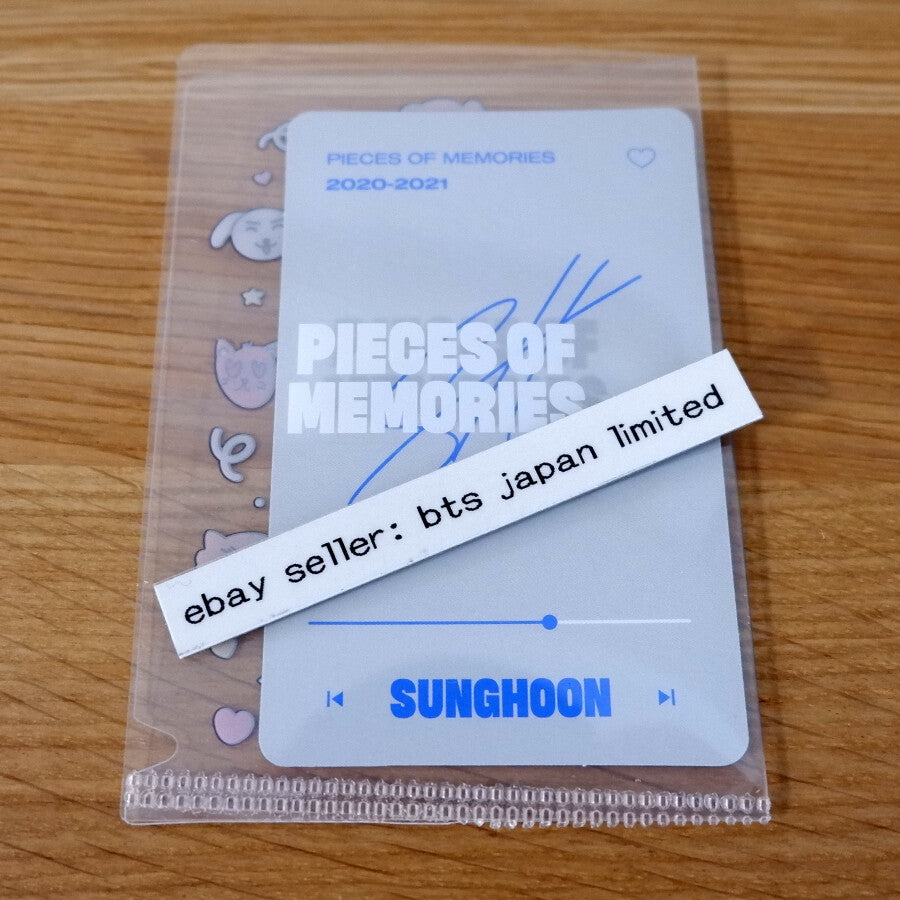 PIECES OF MEMORIES
2020-2021
PIECES OF
MEMORIES
ebay seller: bts japan limited
SUNGHOON